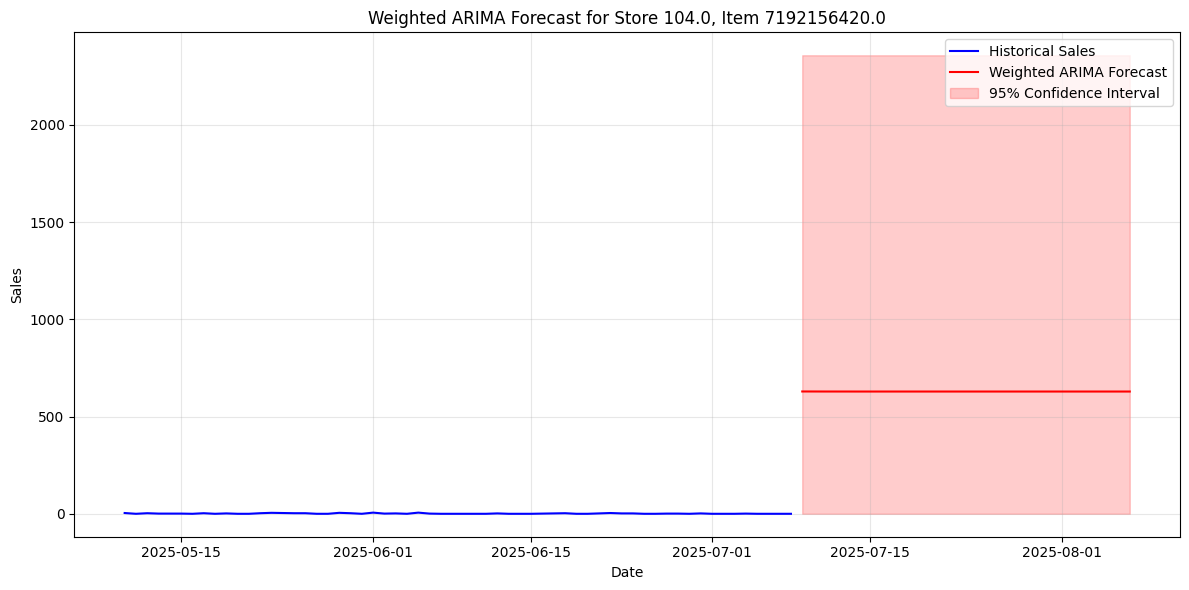 Weighted ARIMA Forecast for Store 104.0, Item 7192156420.0
Historical Sales
Weighted ARIMA Forecast
95% Confidence Interval
Sales
2000
1500
1000
500
0
2025-05-15 2025-06-01 2025-06-15 2025-07-01 2025-07-15 2025-08-01
Date